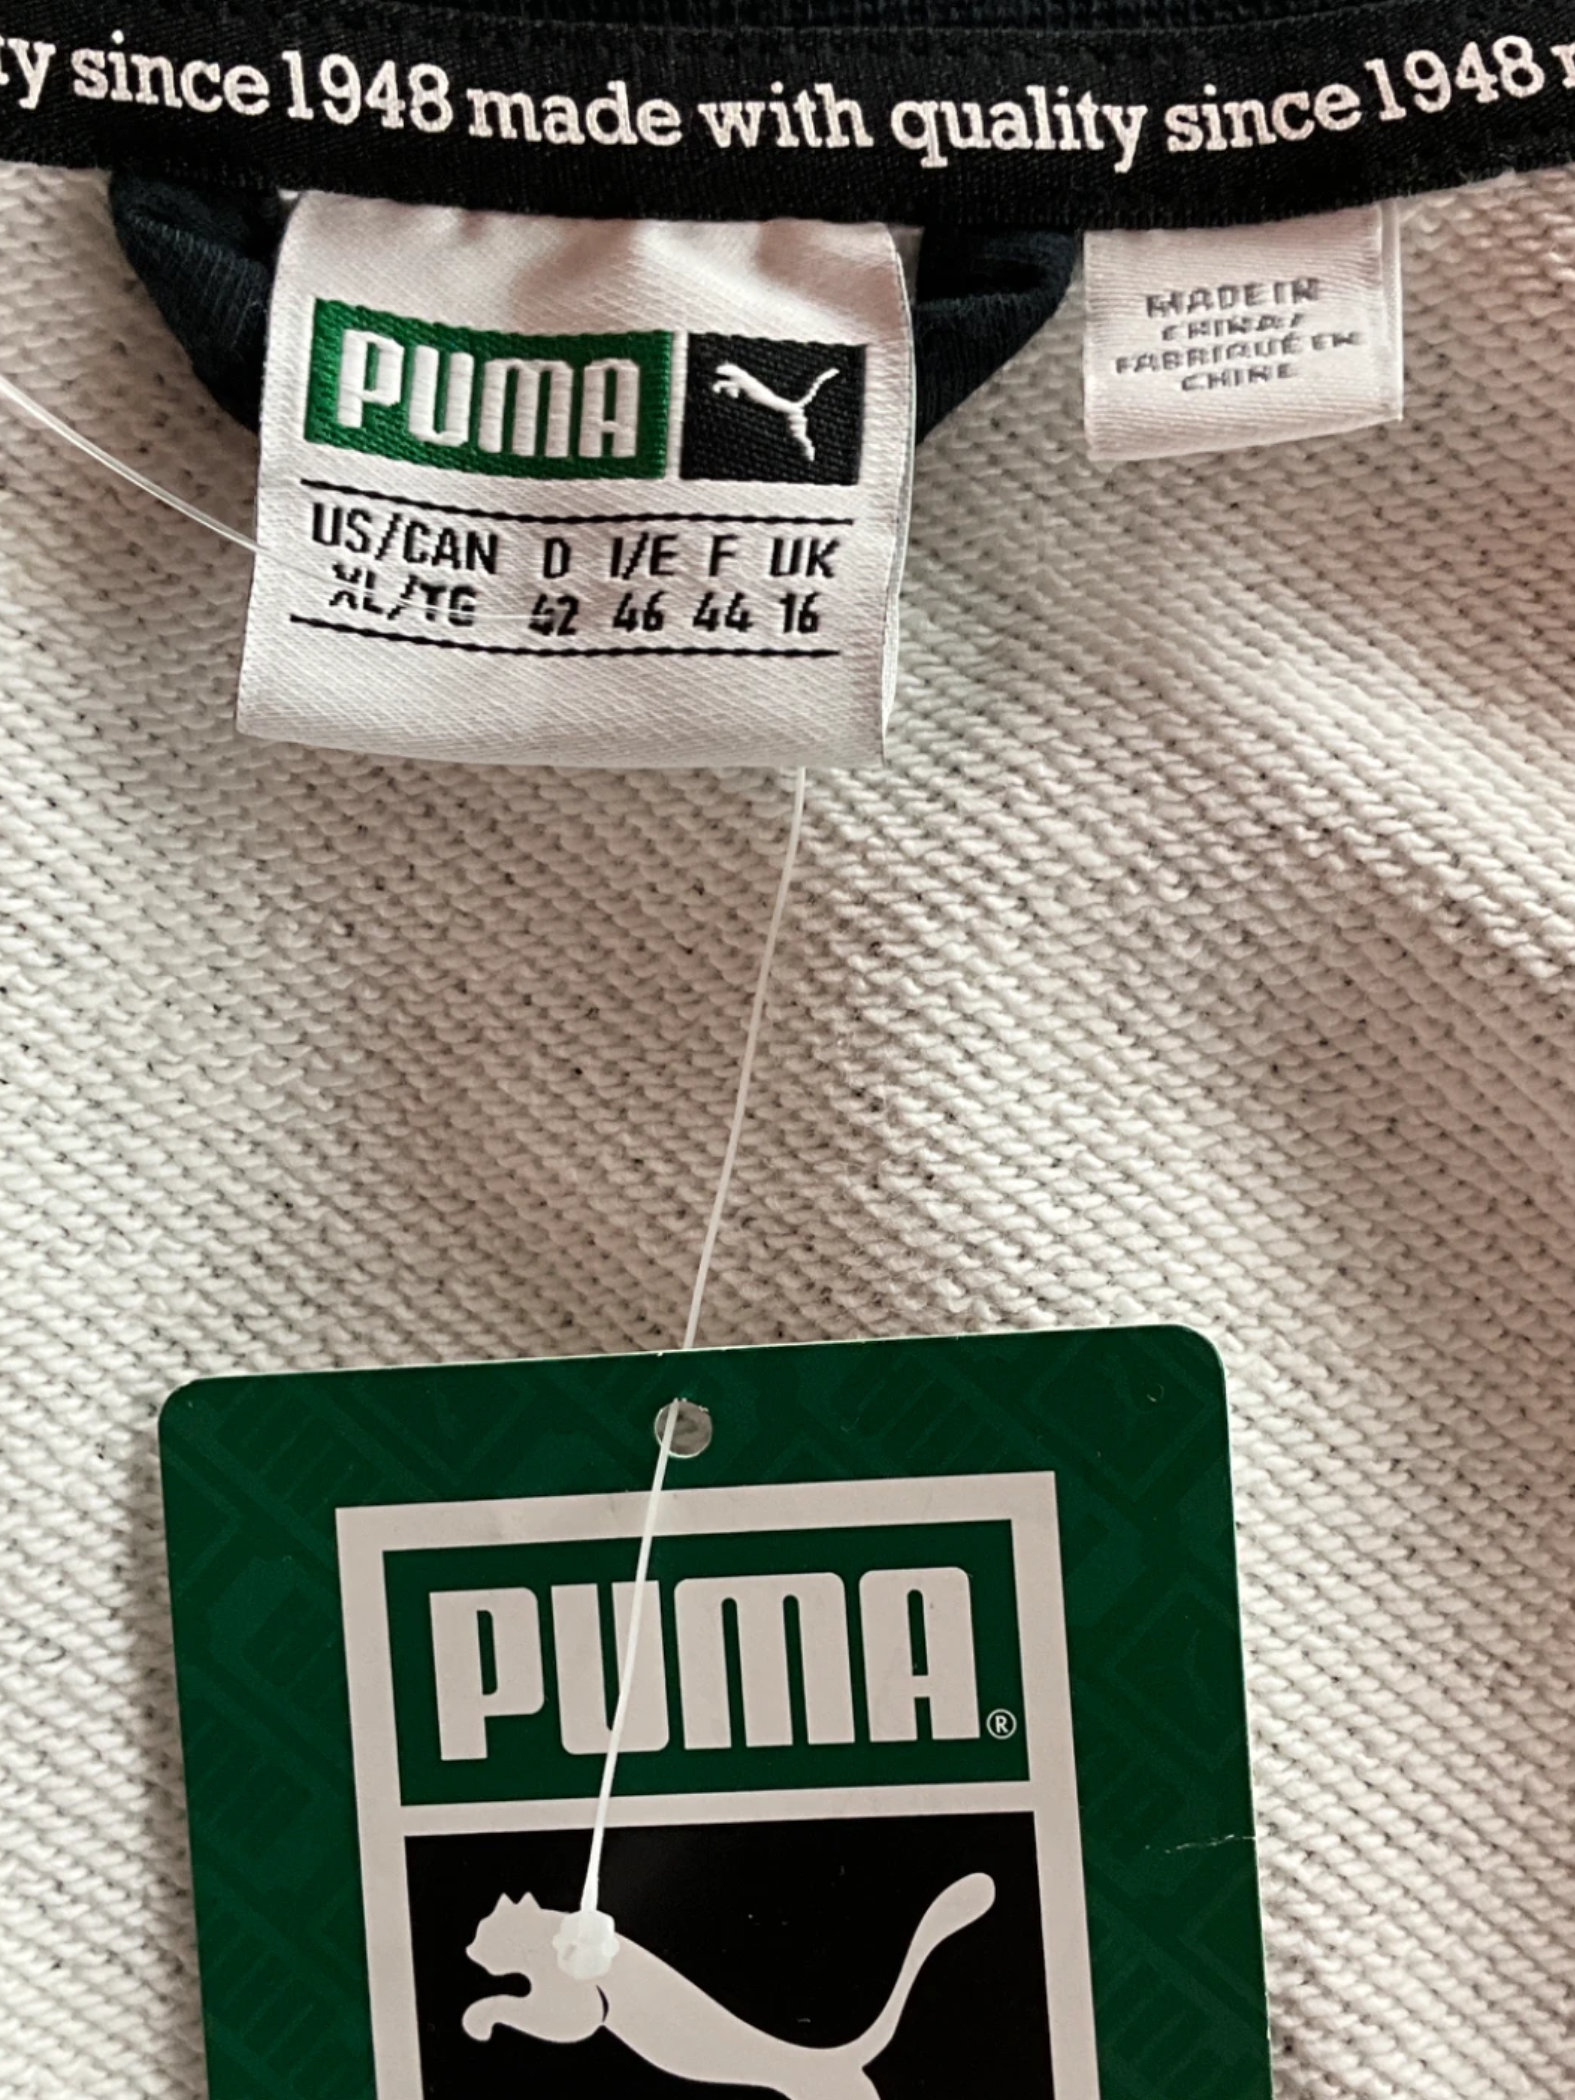 ty since 1948 made with quality since 1948
PUMA
US/CAN D I/E F UK
XL/TG 42 46 44 16
MADE IN
CHINA/
FABRIQUÉ EN
CHINE
PUMA®